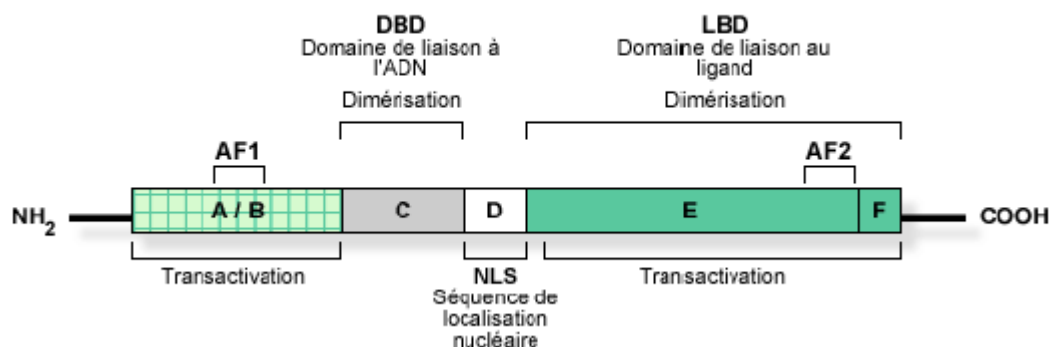 DBD
Domaine de liaison à
l'ADN
Dimérisation
LBD
Domaine de liaison au
ligand
Dimérisation
AF1
AF2
NH2
A / B
C
D
E
F
COOH
Transactivation
NLS
Séquence de
localisation
nucléaire
Transactivation